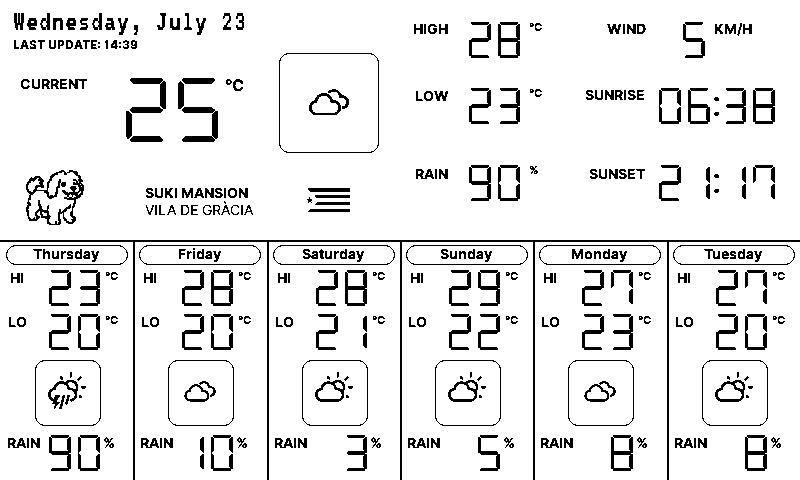 Wednesday, July 23
LAST UPDATE: 14:39
CURRENT 25 °C
HIGH 28 °C
LOW 23 °C
RAIN 90 %
WIND 5 KM/H
SUNRISE 06:38
SUNSET 21:17
SUKI MANSION
VILA DE GRÀCIA
Thursday
HI 23 °C
LO 20 °C
RAIN 90 %
Friday
HI 28 °C
LO 20 °C
RAIN 10 %
Saturday
HI 28 °C
LO 21 °C
RAIN 3 %
Sunday
HI 29 °C
LO 22 °C
RAIN 5 %
Monday
HI 27 °C
LO 23 °C
RAIN 8 %
Tuesday
HI 27 °C
LO 20 °C
RAIN 8 %